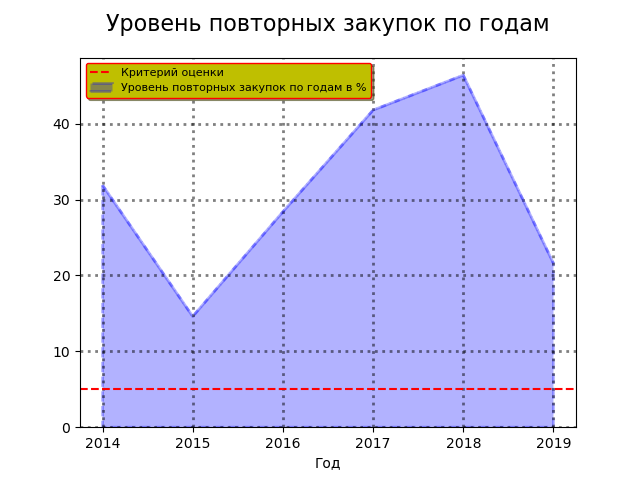 Уровень повторных закупок по годам
Критерий оценки
Уровень повторных закупок по годам в %
40
30
20
10
0
2014 2015 2016 2017 2018 2019
Год